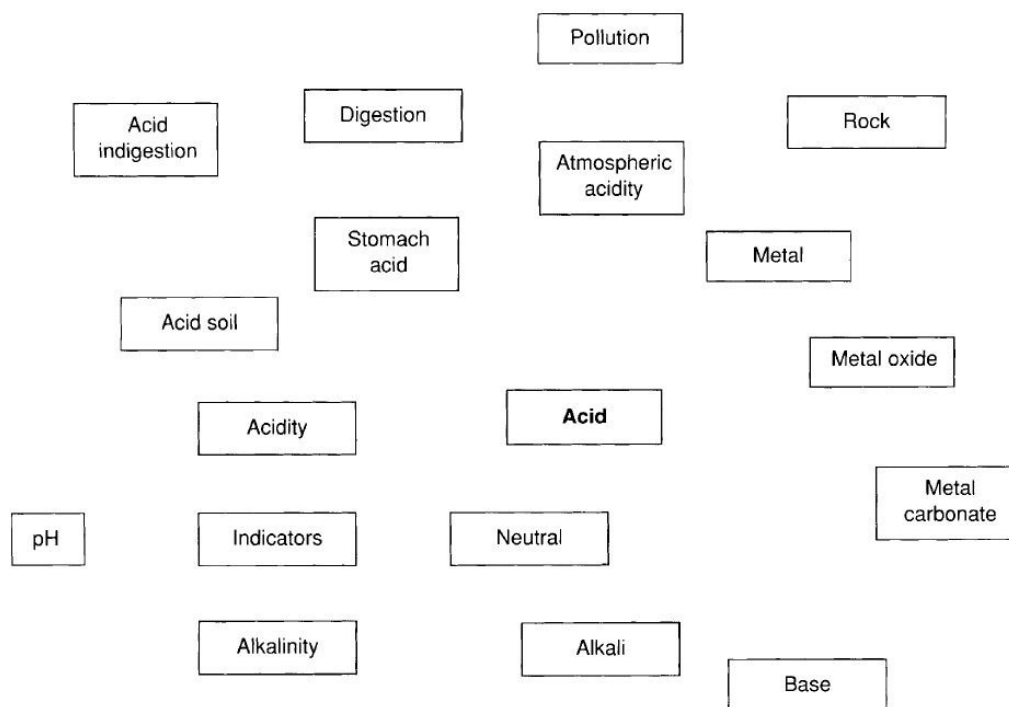 Pollution
Digestion
Rock
Acid
indigestion
Atmospheric
acidity
Stomach
acid
Metal
Acid soil
Metal oxide
Acid
Acidity
Metal
carbonate
pH
Indicators
Neutral
Alkalinity
Alkali
Base